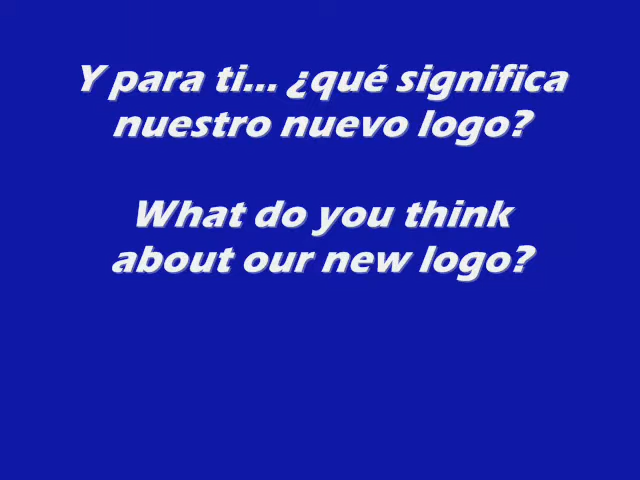 Y para ti... ¿qué significa
nuestro nuevo logo?
What do you think
about our new logo?